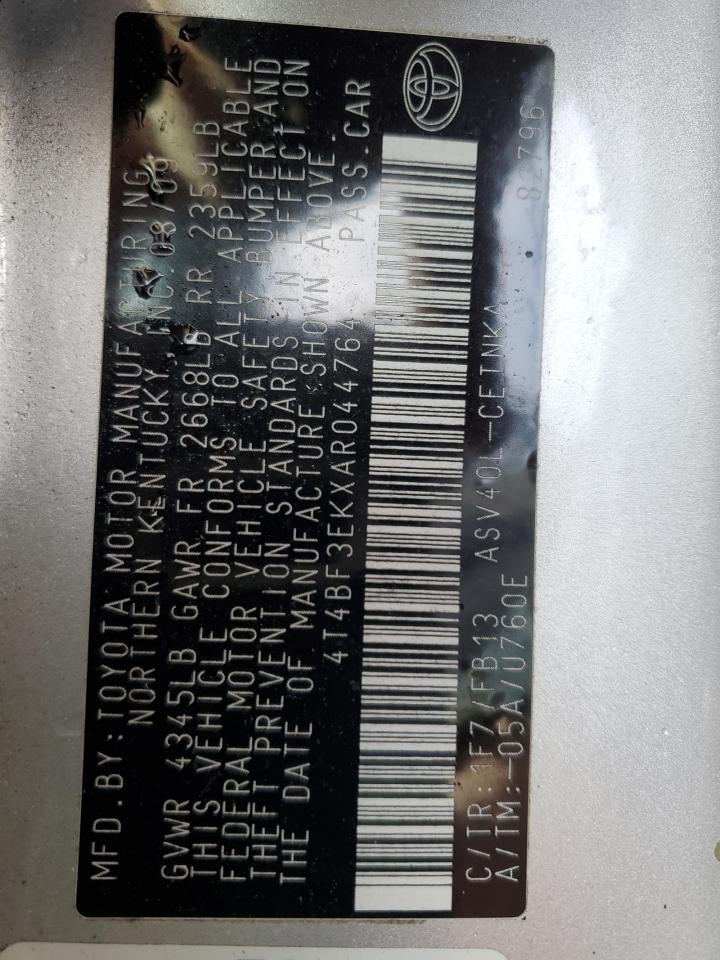 MFD.BY:TOYOTA MOTOR MANUFACTURING,
NORTHERN KENTUCKY, INC.08/09
GVWR 4345LB GAWR FR 2668LB RR 2359LB
THIS VEHICLE CONFORMS TO ALL APPLICABLE
FEDERAL MOTOR VEHICLE SAFETY BUMPER AND
THEFT PREVENTION STANDARDS IN EFFECT ON
THE DATE OF MANUFACTURE SHOWN ABOVE.
4T4BF3EKXAR044764 PASS.CAR
C/TR:1F7/FB13 ASV40L-CETNKA 82796
A/TM:-05A/U760E